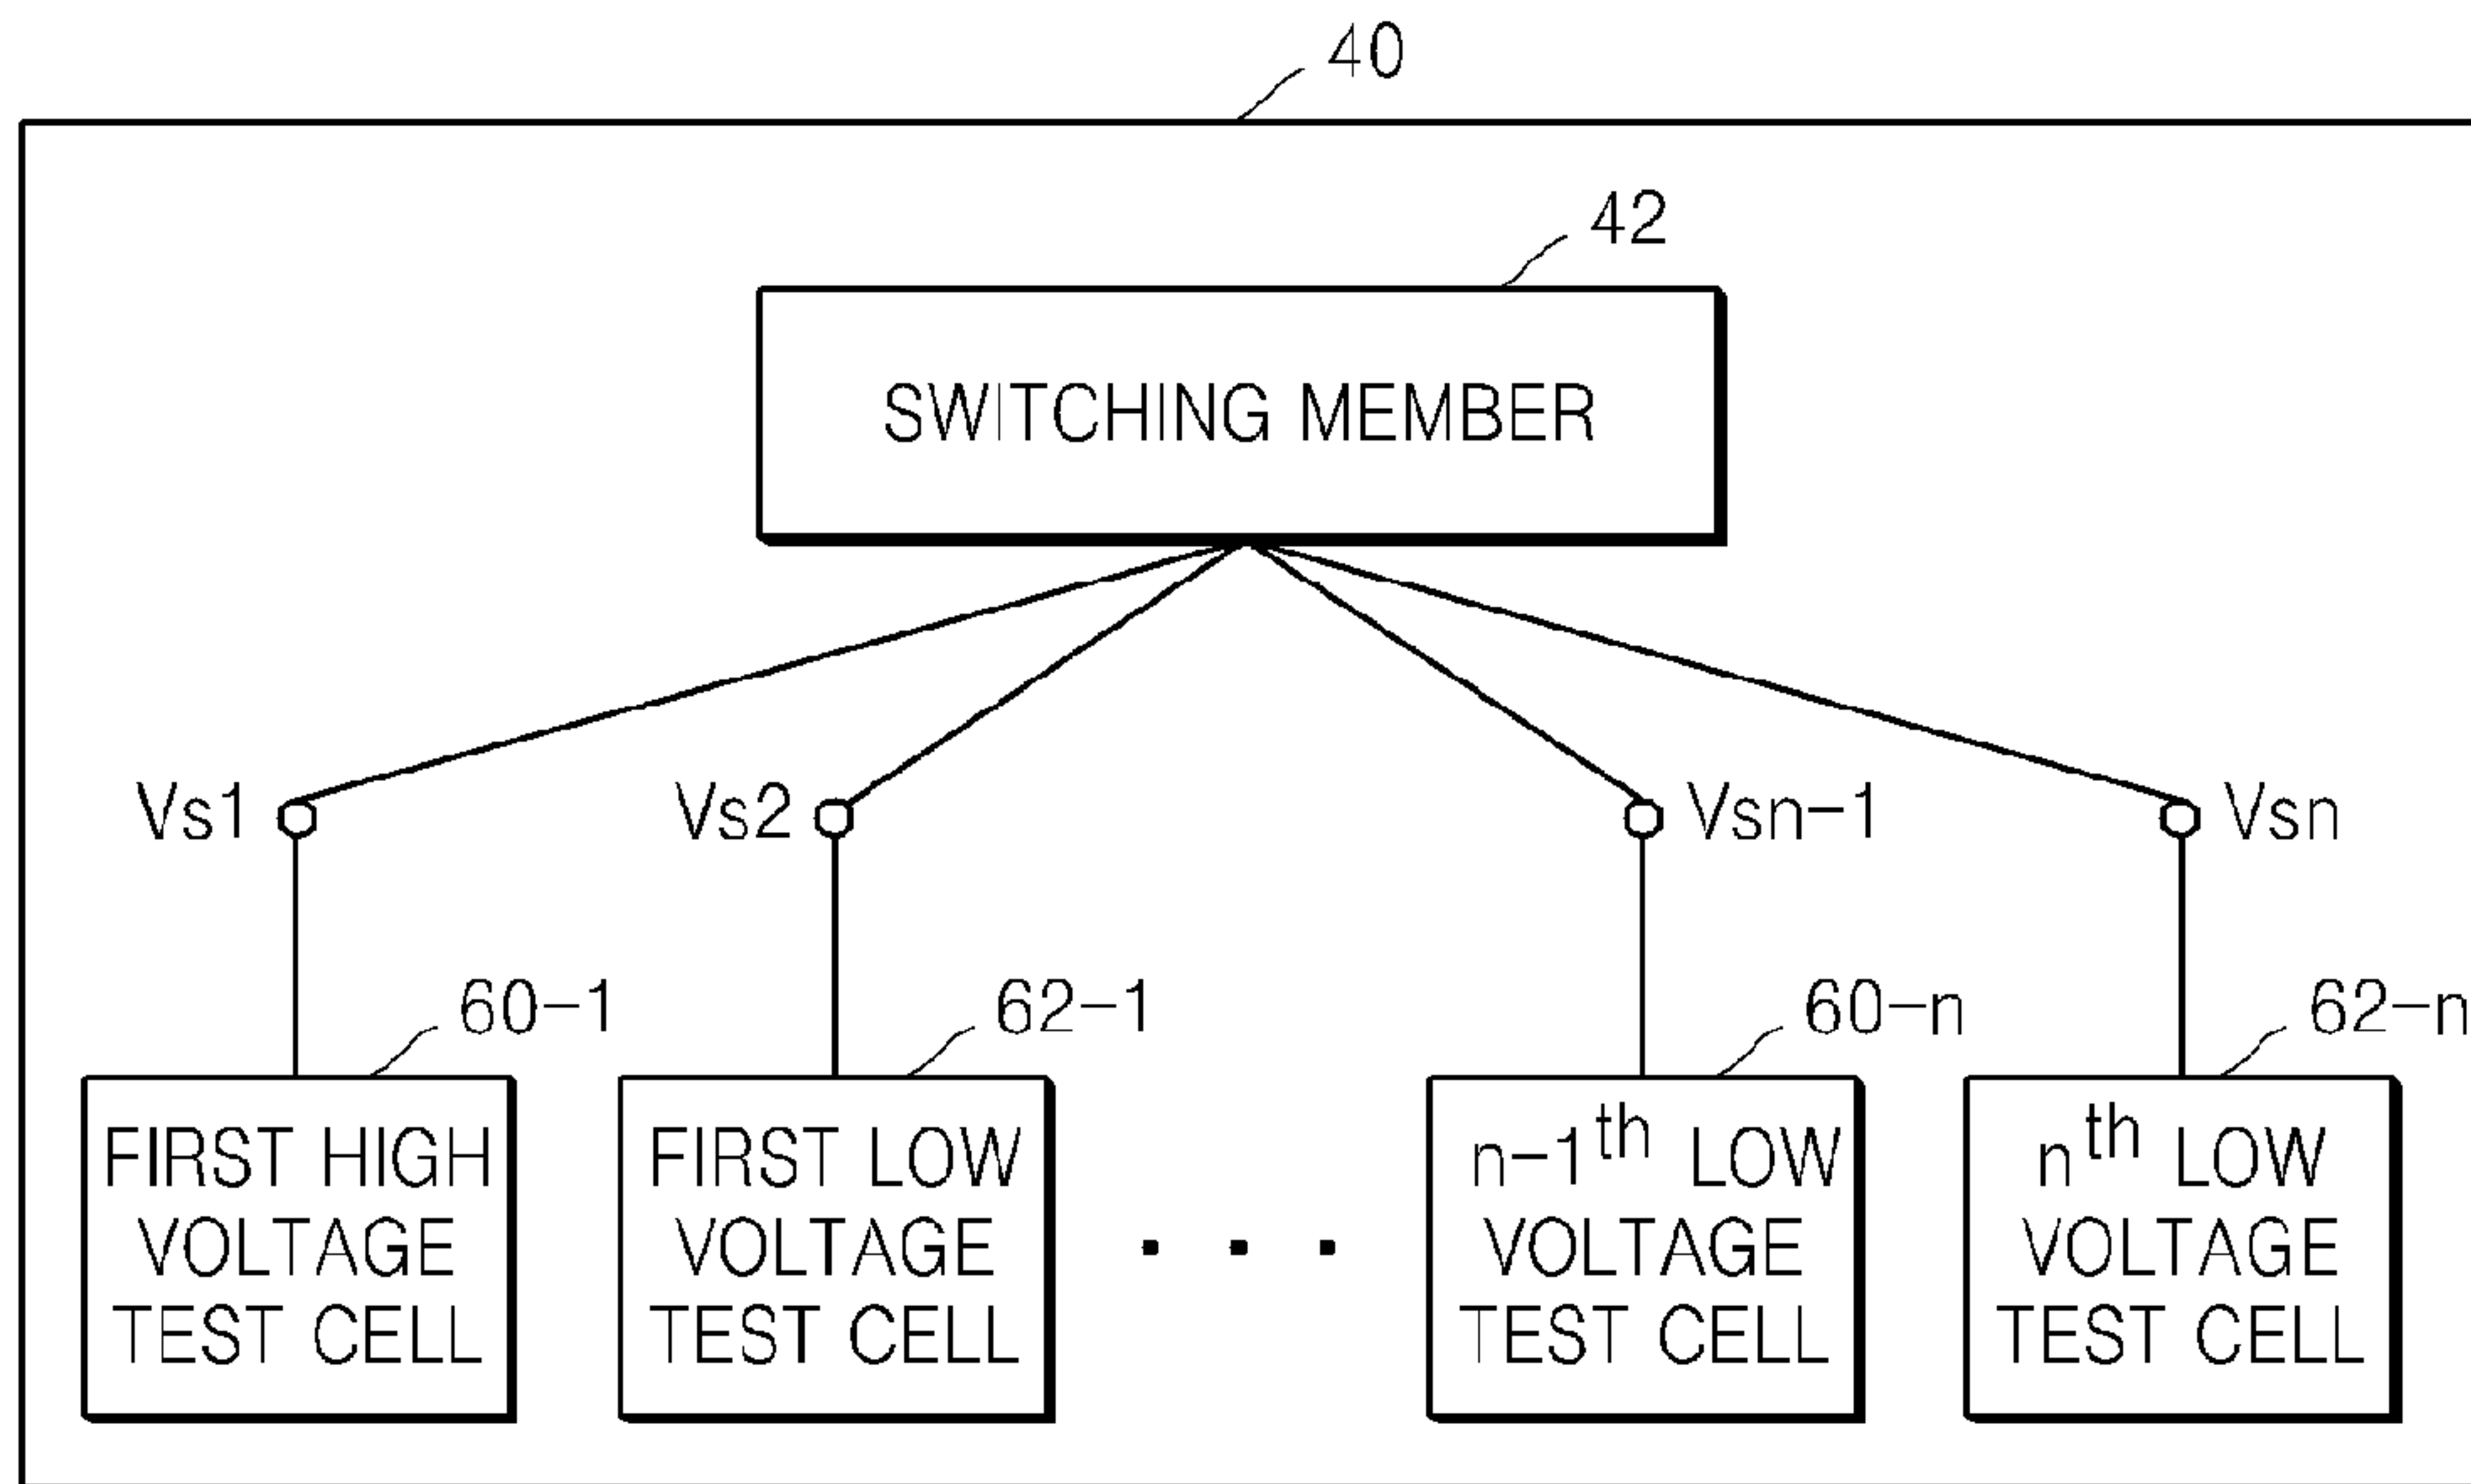 40
42
SWITCHING MEMBER
Vs1
Vs2
Vsn-1
Vsn
60-1
62-1
60-n
62-n
FIRST HIGH
VOLTAGE
TEST CELL
FIRST LOW
VOLTAGE
TEST CELL
. . .
n-1th LOW
VOLTAGE
TEST CELL
nth LOW
VOLTAGE
TEST CELL